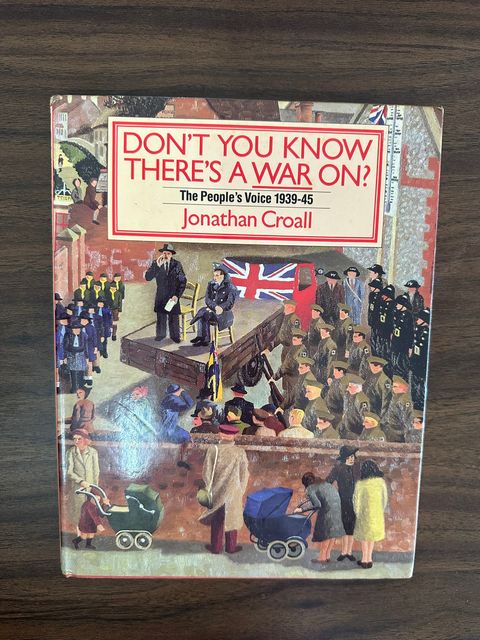 DON'T YOU KNOW
THERE'S A WAR ON?
The People's Voice 1939-45
Jonathan Croall